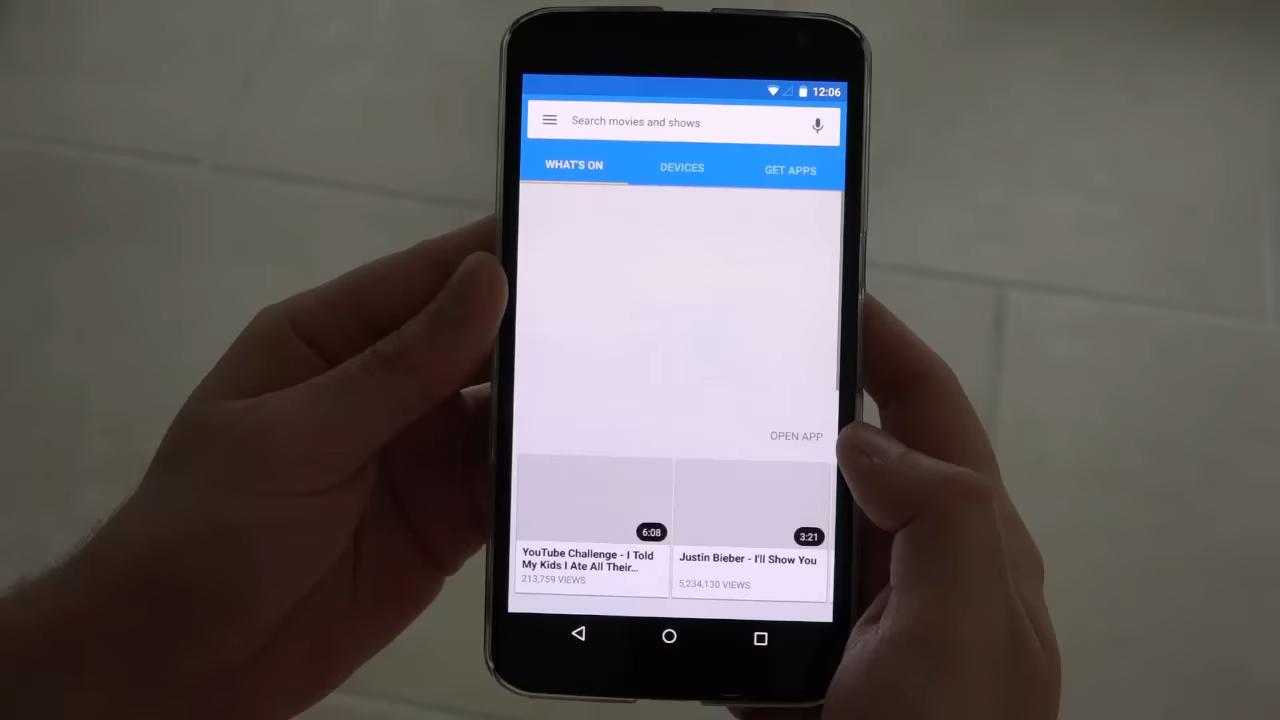 12:06
Search movies and shows
WHAT'S ON
DEVICES
GET APPS
OPEN APP
6:08
3:21
YouTube Challenge - I Told
My Kids I Ate All Their...
213,759 VIEWS
Justin Bieber - I'll Show You
5,234,130 VIEWS